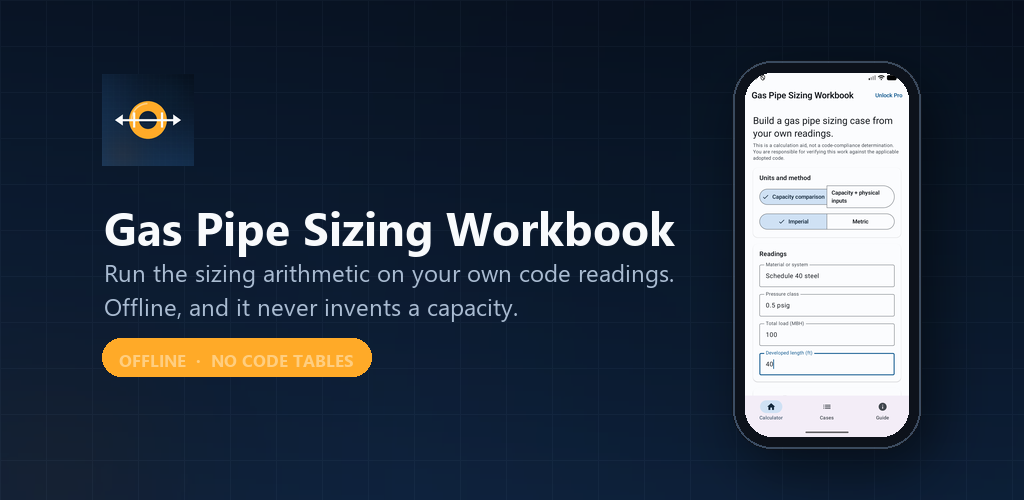 Gas Pipe Sizing Workbook
Run the sizing arithmetic on your own code readings.
Offline, and it never invents a capacity.
OFFLINE · NO CODE TABLES
Gas Pipe Sizing Workbook
Unlock Pro
Build a gas pipe sizing case from
your own readings.
This is a calculation aid, not a code-compliance determination.
You are responsible for verifying this work against the applicable
adopted code.
Units and method
Capacity comparison
Capacity + physical
inputs
Imperial
Metric
Readings
Material or system
Schedule 40 steel
Pressure class
0.5 psig
Total load (MBH)
100
Developed length (ft)
40
Calculator
Cases
Guide